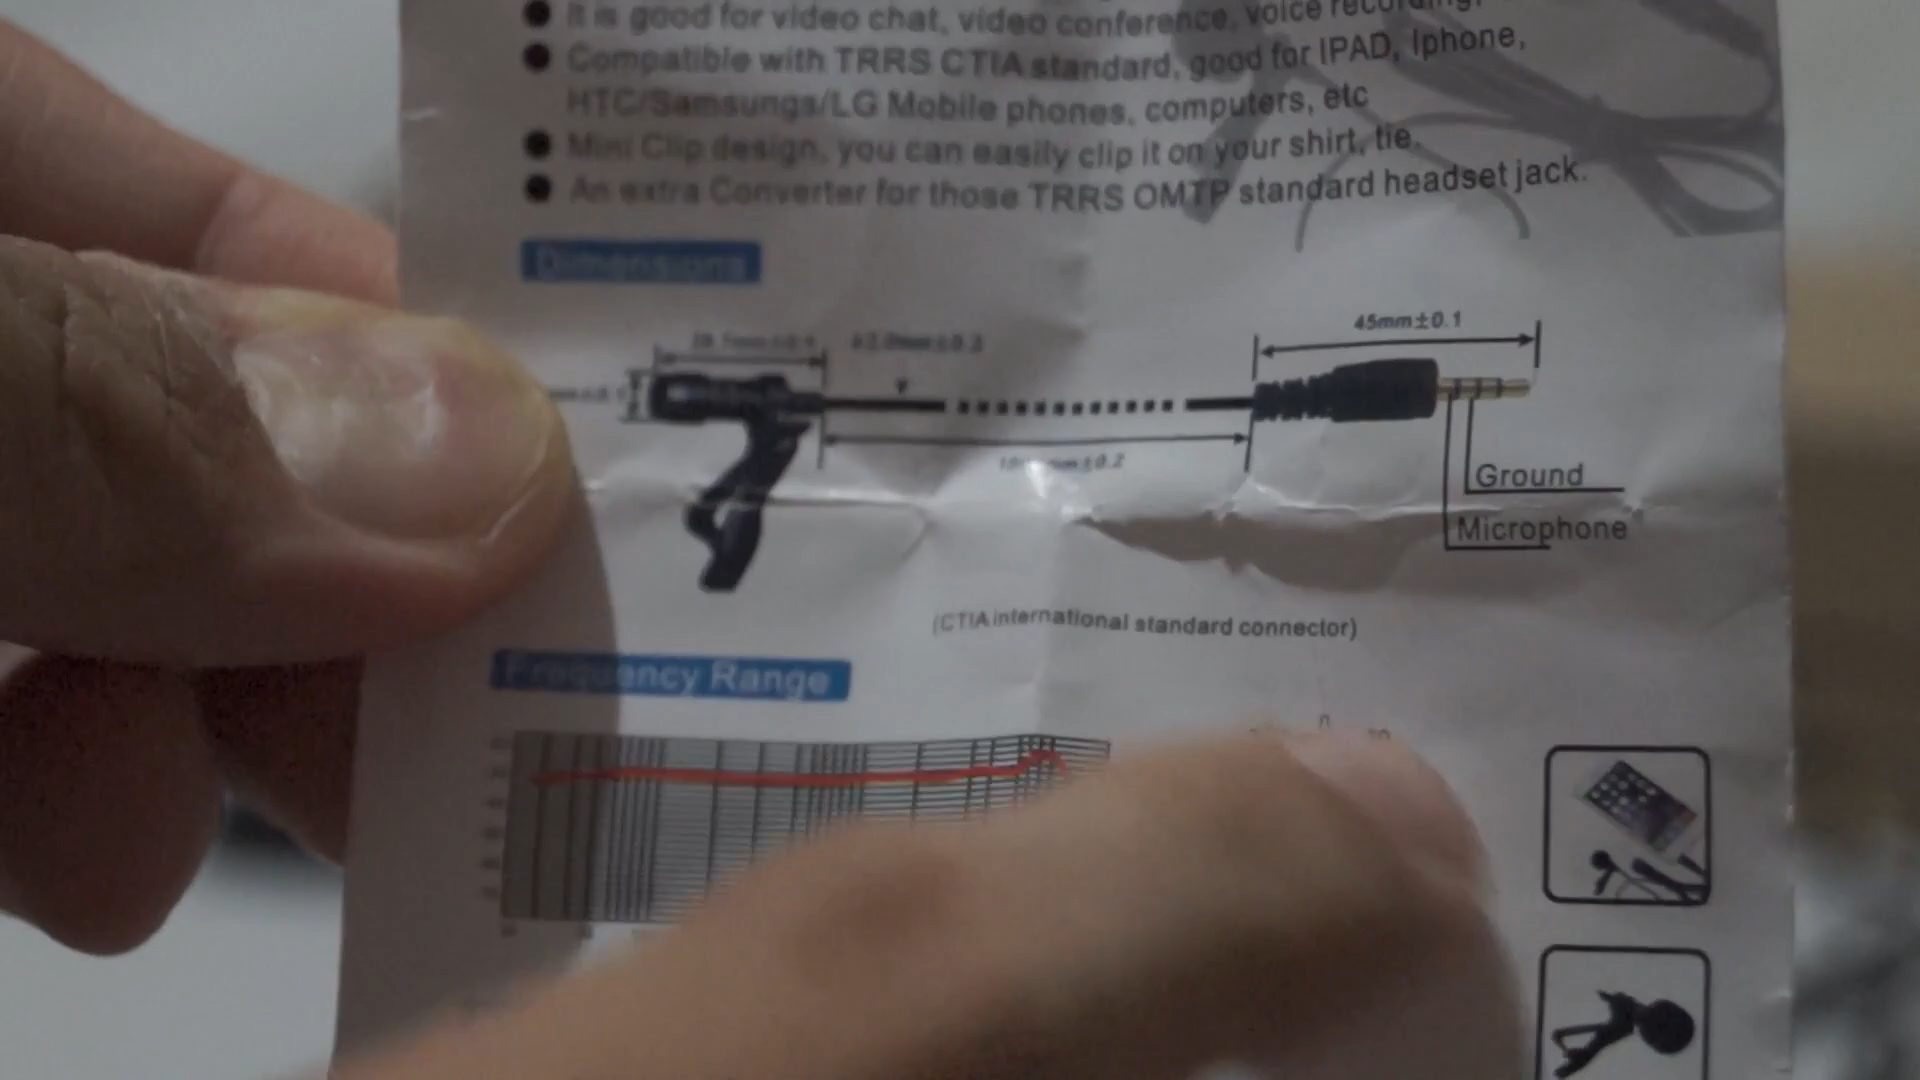 It is good for video chat, video conference, voice recording,
Compatible with TRRS CTIA standard, good for IPAD, Iphone,
HTC/Samsungs/LG Mobile phones, computers, etc
Mini Clip design, you can easily clip it on your shirt, tie.
An extra Converter for those TRRS OMTP standard headset jack.
Dimensions
45mm±0.1
Ground
Microphone
(CTIA international standard connector)
Frequency Range